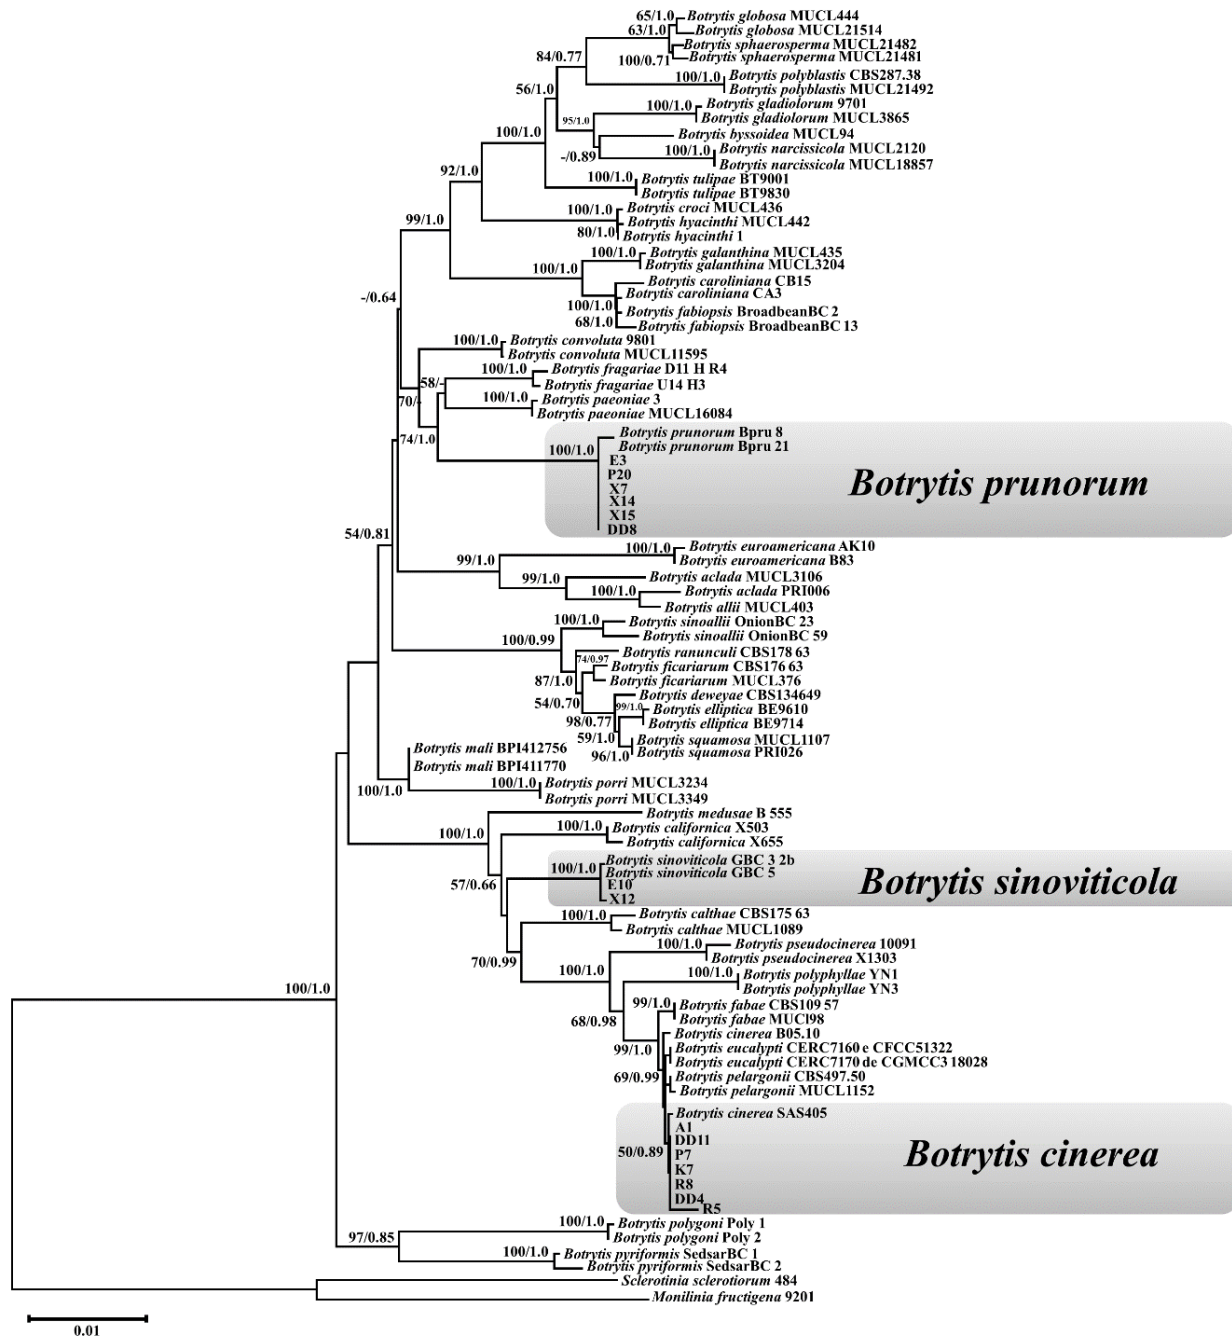 65/1.0
Botrytis globosa MUCL444
63/1.0
Botrytis globosa MUCL21514
Botrytis sphaerosperma MUCL21482
84/0.77
100/0.71
Botrytis sphaerosperma MUCL21481
100/1.0
Botrytis polyblastis CBS287.38
56/1.0
Botrytis polyblastis MUCL21492
100/1.0
Botrytis gladiolorum 9701
95/1.0
Botrytis gladiolorum MUCL3865
100/1.0
Botrytis byssoidea MUCL94
-/0.89
100/1.0
Botrytis narcissicola MUCL2120
Botrytis narcissicola MUCL18857
92/1.0
100/1.0
Botrytis tulipae BT9001
Botrytis tulipae BT9830
100/1.0
Botrytis croci MUCL436
99/1.0
Botrytis hyacinthi MUCL442
80/1.0
Botrytis hyacinthi 1
100/1.0
Botrytis galanthina MUCL435
100/1.0
Botrytis galanthina MUCL3204
Botrytis caroliniana CB15
-/0.64
Botrytis caroliniana CA3
100/1.0
Botrytis fabiopsis BroadbeanBC 2
68/1.0
Botrytis fabiopsis BroadbeanBC 13
100/1.0
Botrytis convoluta 9801
Botrytis convoluta MUCL11595
100/1.0
Botrytis fragariae D11 H R4
58/-
Botrytis fragariae U14 H3
70/-
100/1.0
Botrytis paeoniae 3
Botrytis paeoniae MUCL16084
74/1.0
Botrytis prunorum Bpru 8
100/1.0
Botrytis prunorum Bpru 21
E3
P20
X7
X14
X15
DD8
Botrytis prunorum
54/0.81
100/1.0
Botrytis euroamericana AK10
99/1.0
Botrytis euroamericana B83
99/1.0
Botrytis aclada MUCL3106
100/1.0
Botrytis aclada PRI006
Botrytis allii MUCL403
100/1.0
Botrytis sinoallii OnionBC 23
100/0.99
Botrytis sinoallii OnionBC 59
Botrytis ranunculi CBS178 63
74/0.97
Botrytis ficariarum CBS176 63
87/1.0
Botrytis ficariarum MUCL376
54/0.70
Botrytis deweyae CBS134649
99/1.0
Botrytis elliptica BE9610
98/0.77
Botrytis elliptica BE9714
59/1.0
Botrytis squamosa MUCL1107
96/1.0
Botrytis squamosa PRI026
Botrytis mali BPI412756
Botrytis mali BPI411770
100/1.0
100/1.0
Botrytis porri MUCL3234
Botrytis porri MUCL3349
Botrytis medusae B 555
100/1.0
100/1.0
Botrytis californica X503
Botrytis californica X655
57/0.66
100/1.0
Botrytis sinoviticola GBC 3 2b
Botrytis sinoviticola GBC 5
E10
X12
Botrytis sinoviticola
100/1.0
Botrytis calthae CBS175 63
Botrytis calthae MUCL1089
70/0.99
100/1.0
100/1.0
Botrytis pseudocinerea 10091
Botrytis pseudocinerea X1303
100/1.0
Botrytis polyphyllae YN1
Botrytis polyphyllae YN3
100/1.0
68/0.98
99/1.0
Botrytis fabae CBS109 57
Botrytis fabae MUCl98
Botrytis cinerea B05.10
99/1.0
Botrytis eucalypti CERC7160 e CFCC51322
Botrytis eucalypti CERC7170 de CGMCC3 18028
69/0.99
Botrytis pelargonii CBS497.50
Botrytis pelargonii MUCL1152
Botrytis cinerea SAS405
A1
DD11
50/0.89
P7
K7
R8
DD4
R5
Botrytis cinerea
100/1.0
Botrytis polygoni Poly 1
97/0.85
Botrytis polygoni Poly 2
100/1.0
Botrytis pyriformis SedsarBC 1
Botrytis pyriformis SedsarBC 2
Sclerotinia sclerotiorum 484
Monilinia fructigena 9201
0.01